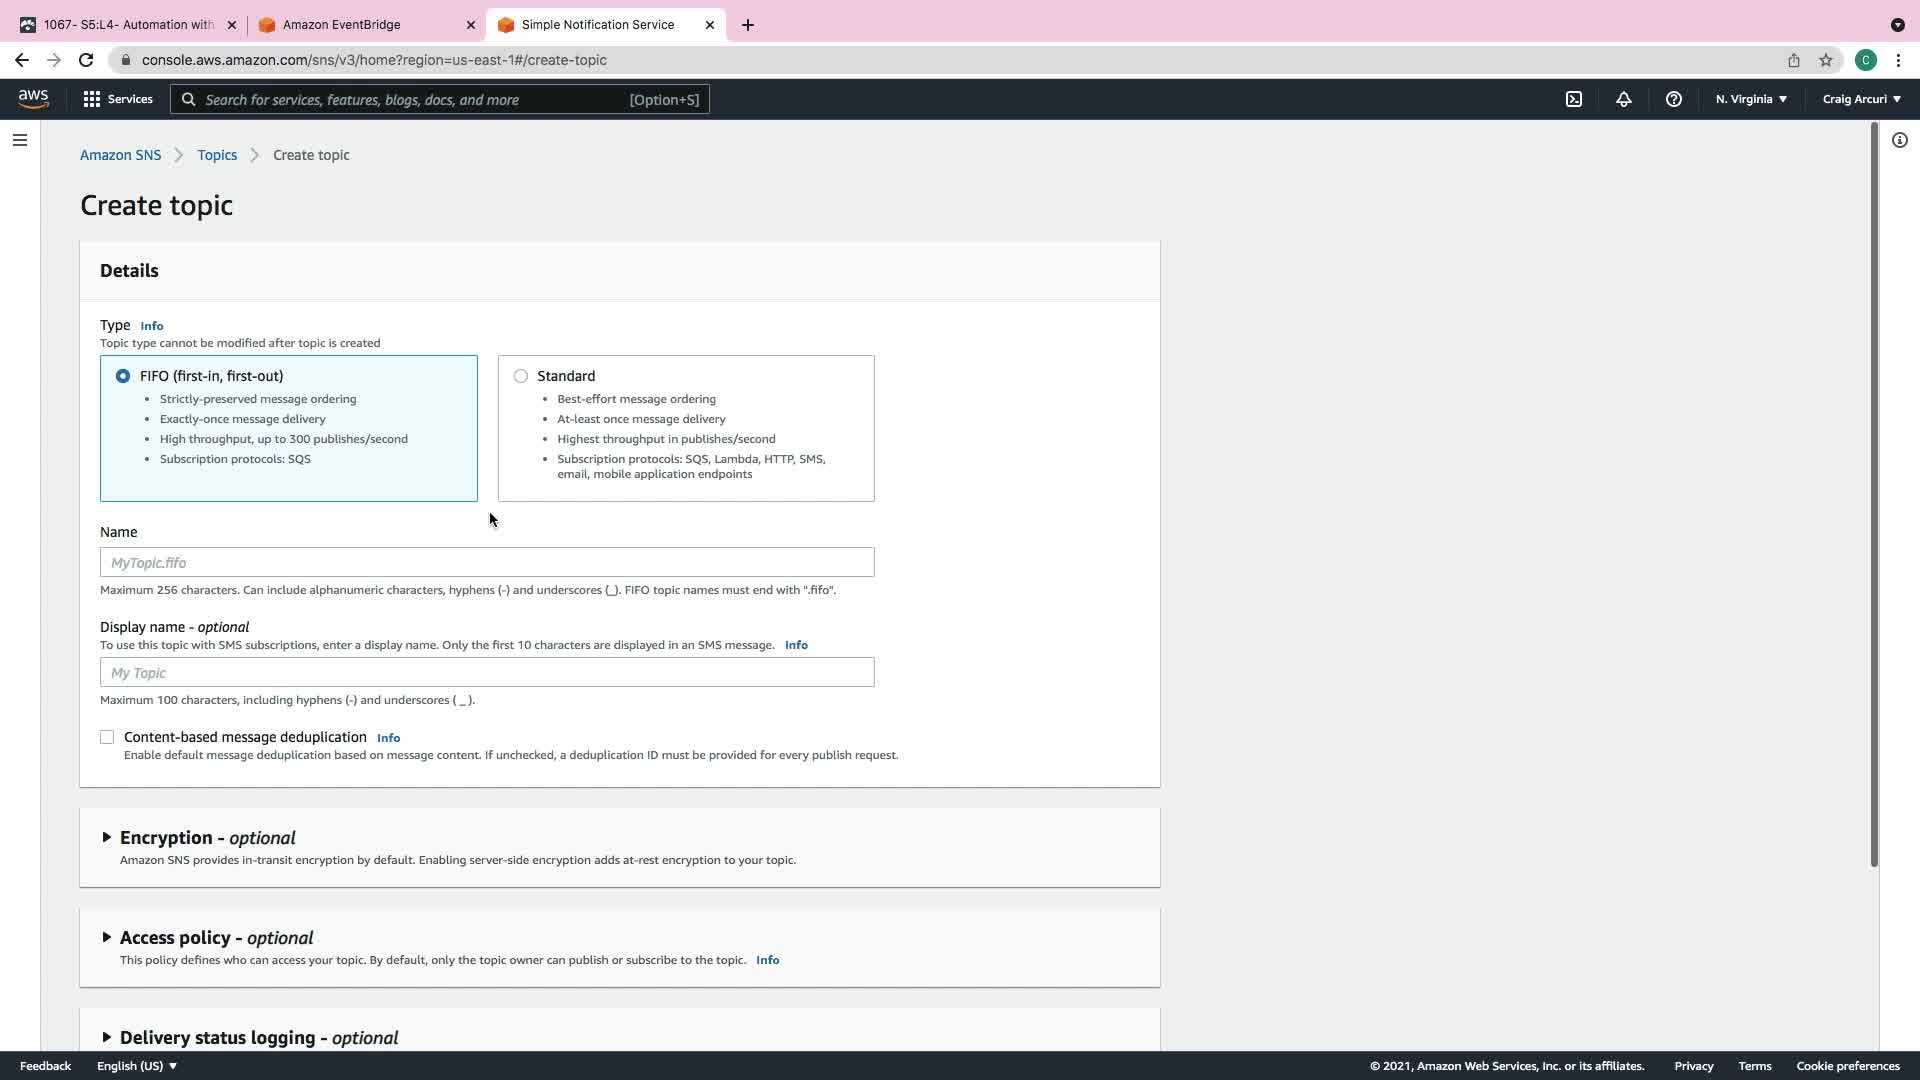 1067- S5:L4- Automation with
Amazon EventBridge
Simple Notification Service
console.aws.amazon.com/sns/v3/home?region=us-east-1#/create-topic
C
aws
Services
Search for services, features, blogs, docs, and more
[Option+S]
N. Virginia
Craig Arcuri
Amazon SNS
Topics
Create topic
Create topic
Details
Type Info
Topic type cannot be modified after topic is created
FIFO (first-in, first-out)
• Strictly-preserved message ordering
• Exactly-once message delivery
• High throughput, up to 300 publishes/second
• Subscription protocols: SQS
Standard
• Best-effort message ordering
• At-least once message delivery
• Highest throughput in publishes/second
• Subscription protocols: SQS, Lambda, HTTP, SMS,
email, mobile application endpoints
Name
MyTopic.fifo
Maximum 256 characters. Can include alphanumeric characters, hyphens (-) and underscores (_). FIFO topic names must end with ".fifo".
Display name - optional
To use this topic with SMS subscriptions, enter a display name. Only the first 10 characters are displayed in an SMS message. Info
My Topic
Maximum 100 characters, including hyphens (-) and underscores ( _ ).
Content-based message deduplication Info
Enable default message deduplication based on message content. If unchecked, a deduplication ID must be provided for every publish request.
Encryption - optional
Amazon SNS provides in-transit encryption by default. Enabling server-side encryption adds at-rest encryption to your topic.
Access policy - optional
This policy defines who can access your topic. By default, only the topic owner can publish or subscribe to the topic. Info
Delivery status logging - optional
Feedback
English (US)
© 2021, Amazon Web Services, Inc. or its affiliates.
Privacy
Terms
Cookie preferences